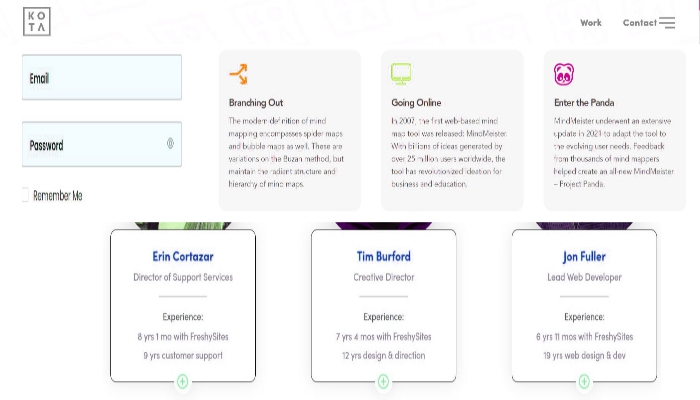 KO
TA
Work
Contact
Email
Password
Remember Me
Branching Out
The modern definition of mind
mapping encompasses spider maps
and bubble maps as well. These are
variations on the Buzan method, but
maintain the radiant structure and
hierarchy of mind maps.
Going Online
In 2007, the first web-based mind
map tool was released: MindMeister.
With billions of ideas generated by
over 25 million users worldwide, the
tool has revolutionized ideation for
business and education.
Enter the Panda
MindMeister underwent an extensive
update in 2021 to adapt the tool to
the evolving user needs. Feedback
from thousands of mind mappers
helped create an all-new MindMeister
– Project Panda.
Erin Cortazar
Director of Support Services
Experience:
8 yrs 1 mo with FreshySites
9 yrs customer support
Tim Burford
Creative Director
Experience:
7 yrs 4 mos with FreshySites
12 yrs design & direction
Jon Fuller
Lead Web Developer
Experience:
6 yrs 11 mos with FreshySites
19 yrs web design & dev